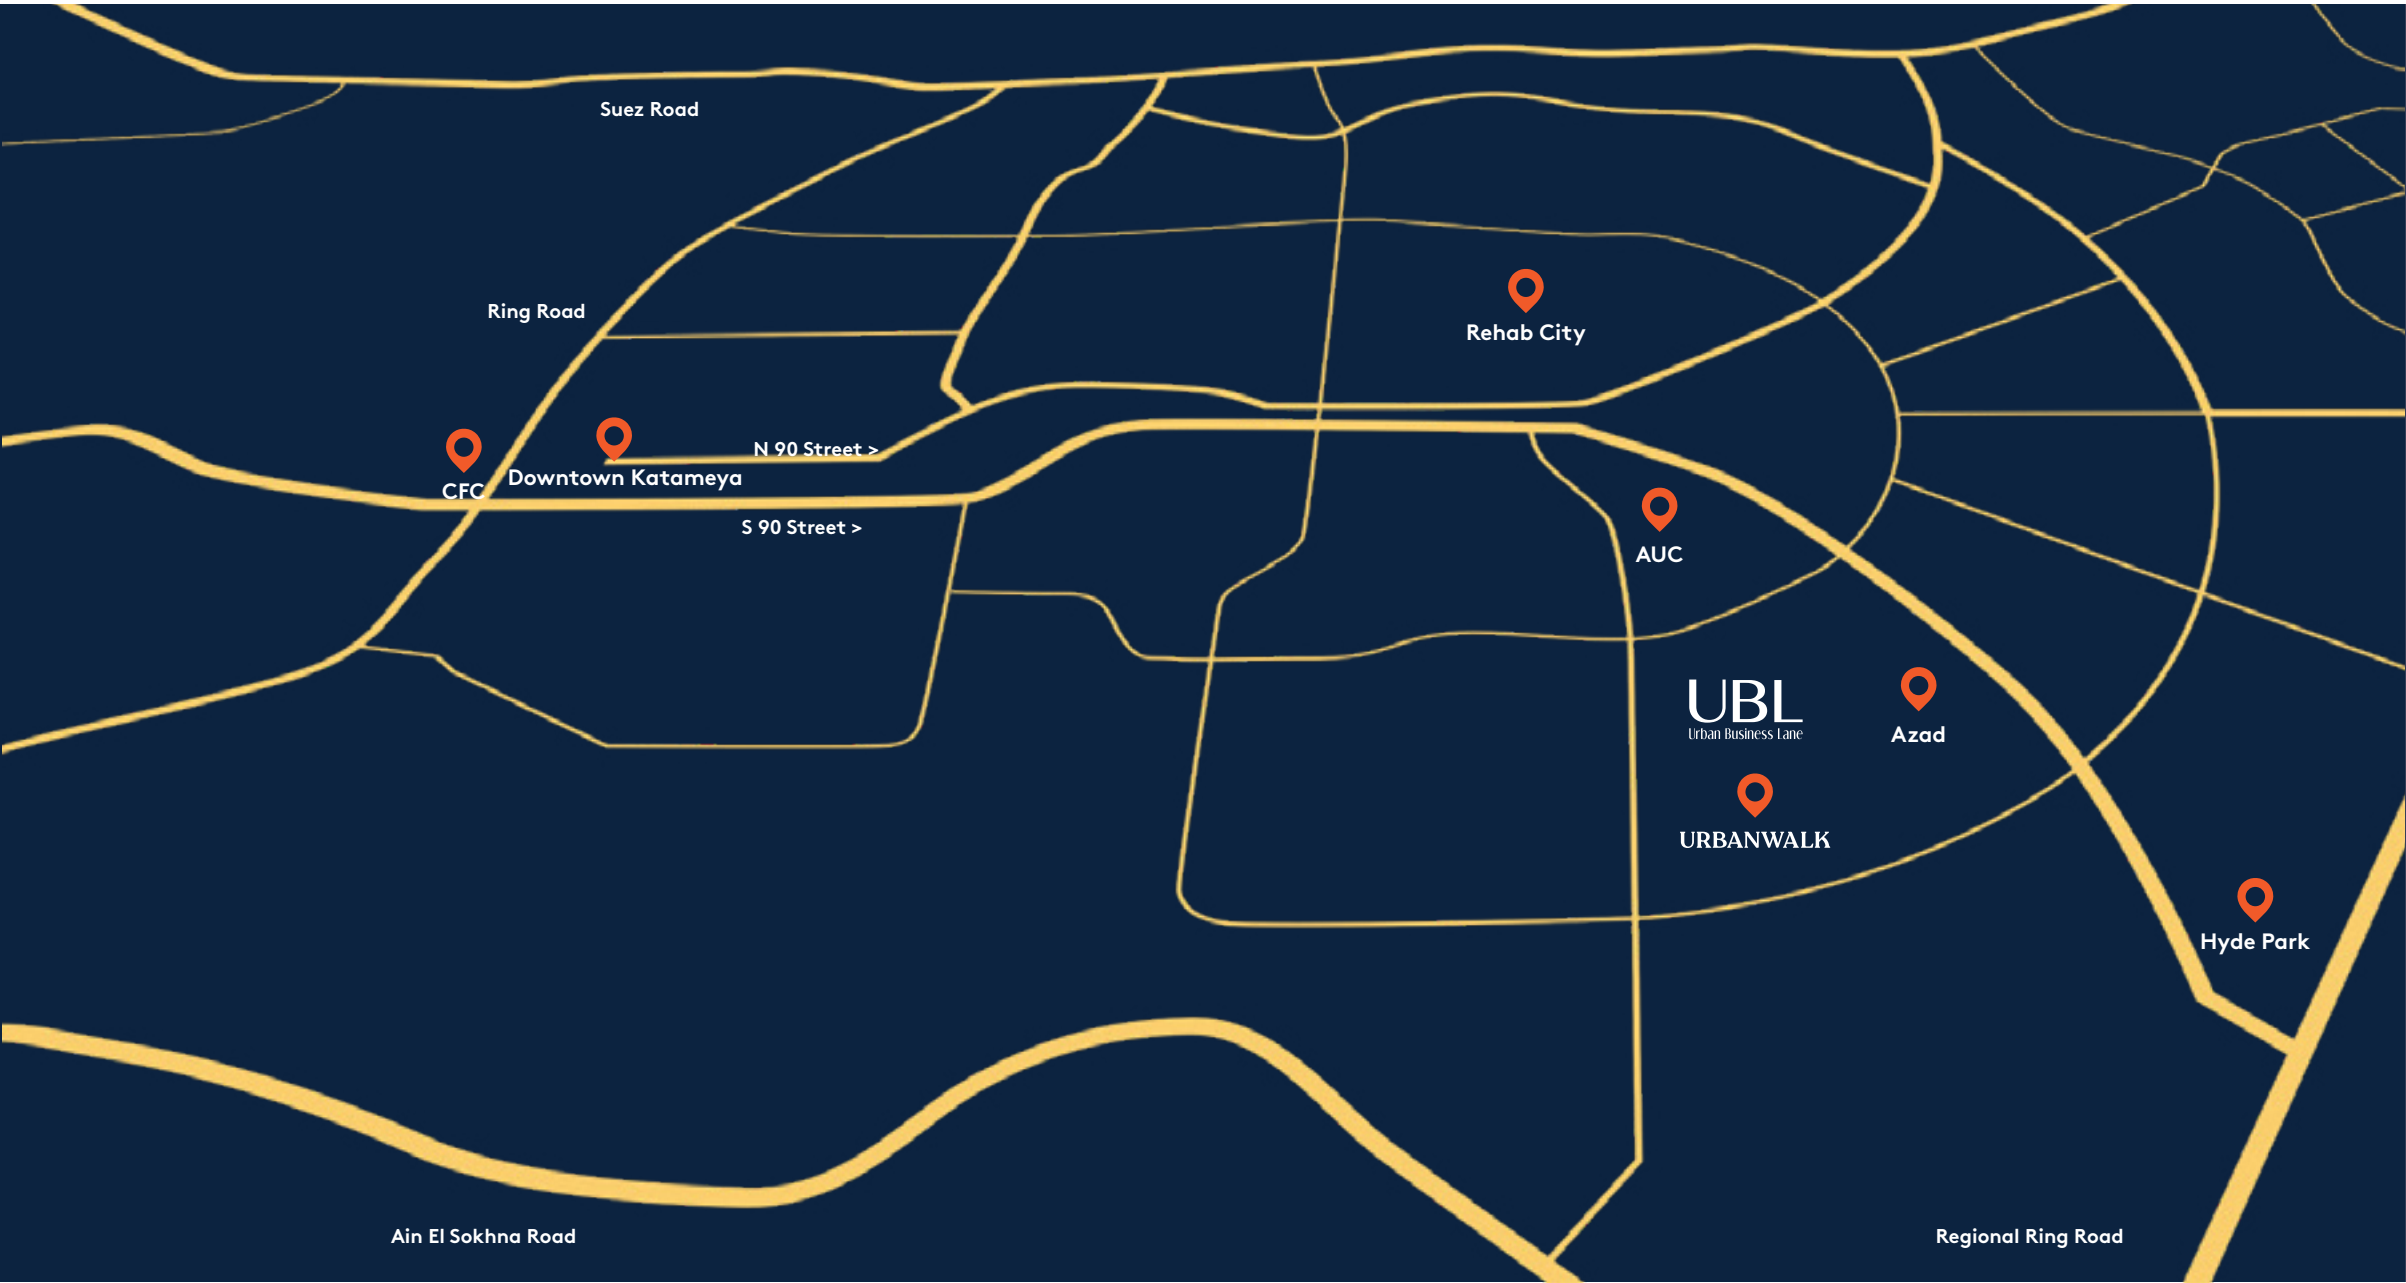 Suez Road
Ring Road
Rehab City
N 90 Street >
Downtown Katameya
CFC
S 90 Street >
AUC
UBL
Urban Business Lane
Azad
URBANWALK
Hyde Park
Ain El Sokhna Road
Regional Ring Road